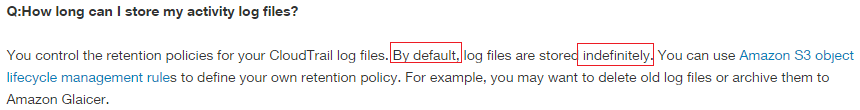 Q:How long can I store my activity log files?
You control the retention policies for your CloudTrail log files. By default, log files are stored indefinitely. You can use Amazon S3 object
lifecycle management rules to define your own retention policy. For example, you may want to delete old log files or archive them to
Amazon Glaicer.